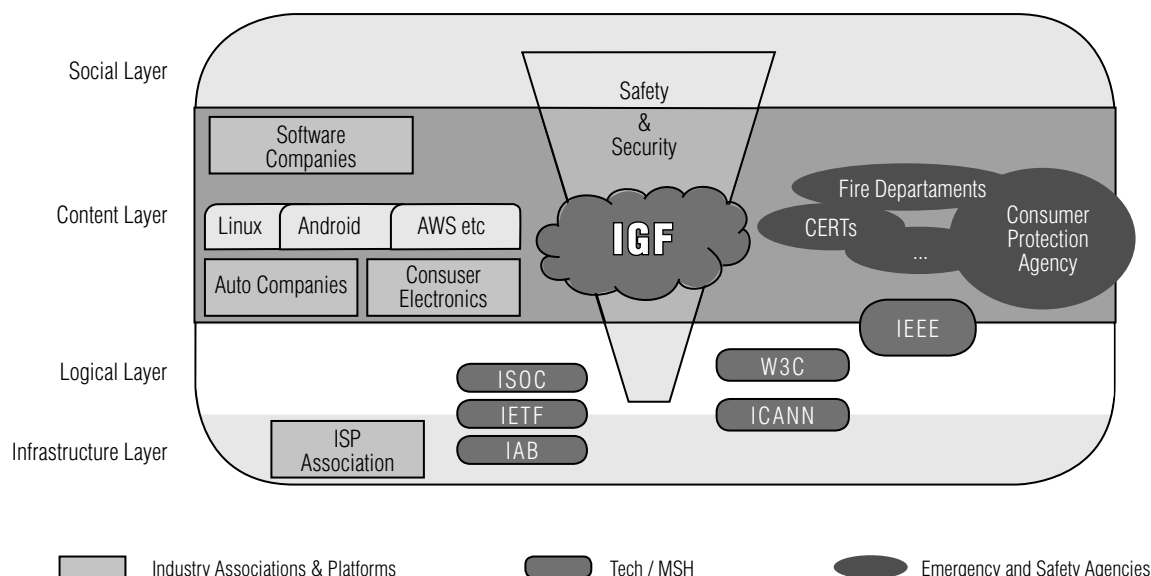 Social Layer
Safety
&
Security
Software
Companies
Content Layer
Linux
Android
AWS etc
IGF
Fire Departaments
CERTs
...
Consumer
Protection
Agency
Auto Companies
Consuser
Electronics
IEEE
Logical Layer
ISOC
W3C
IETF
ICANN
Infrastructure Layer
ISP
Association
IAB
Industry Associations & Platforms
Tech / MSH
Emergency and Safety Agencies